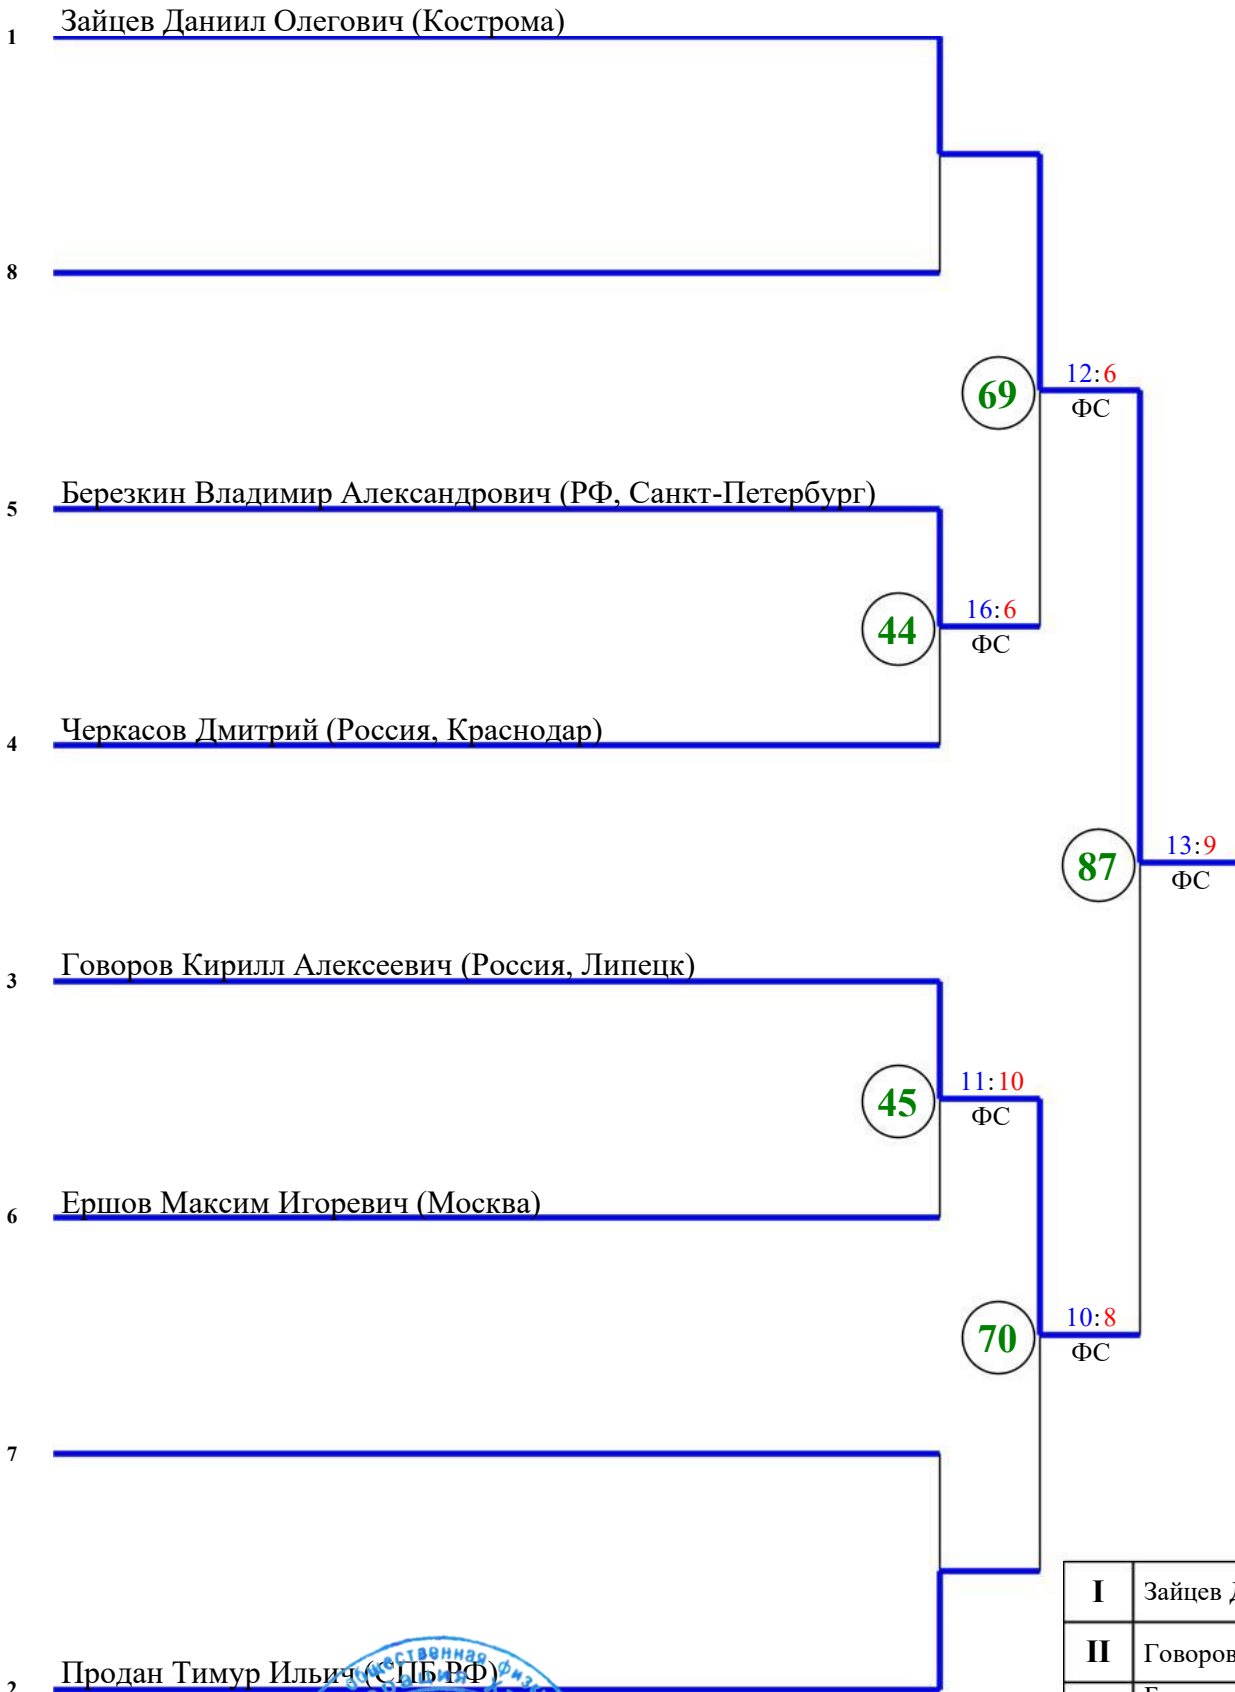 Зайцев Даниил Олегович (Кострома)
1
8
12:6
69
ФС
Березкин Владимир Александрович (РФ, Санкт-Петербург)
5
16:6
44
ФС
Черкасов Дмитрий (Россия, Краснодар)
4
13:9
87
ФС
Говоров Кирилл Алексеевич (Россия, Липецк)
3
11:10
45
ФС
Ершов Максим Игоревич (Москва)
6
10:8
70
ФС
7
I Зайцев
II Говоров
Продан Тимур Ильич (СПБ РФ)
2